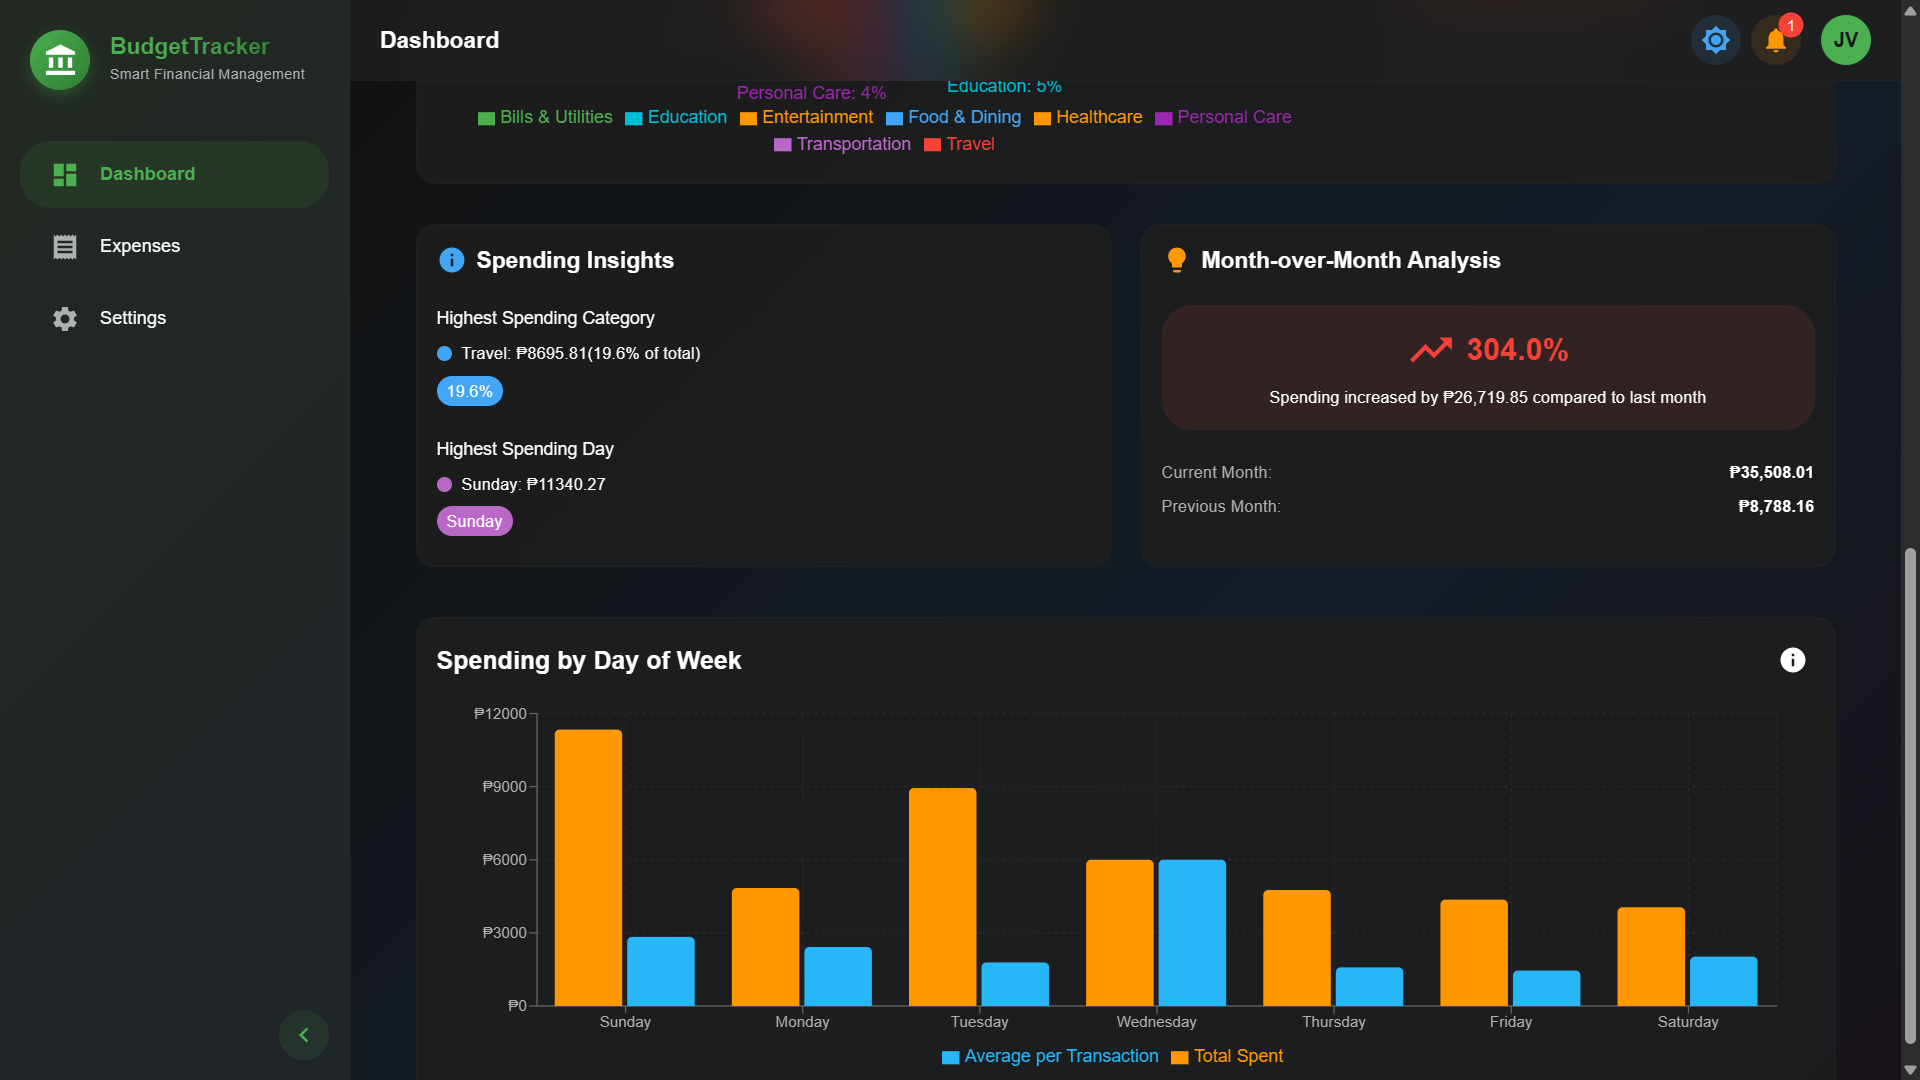 BudgetTracker
Smart Financial Management
Dashboard
Expenses
Settings
Dashboard
1
JV
Personal Care: 4%
Education: 5%
Bills & Utilities Education Entertainment Food & Dining Healthcare Personal Care
Transportation Travel
Spending Insights
Highest Spending Category
Travel: ₱8695.81(19.6% of total)
19.6%
Highest Spending Day
Sunday: ₱11340.27
Sunday
Month-over-Month Analysis
304.0%
Spending increased by ₱26,719.85 compared to last month
Current Month: ₱35,508.01
Previous Month: ₱8,788.16
Spending by Day of Week
₱12000
₱9000
₱6000
₱3000
₱0
Sunday Monday Tuesday Wednesday Thursday Friday Saturday
Average per Transaction Total Spent